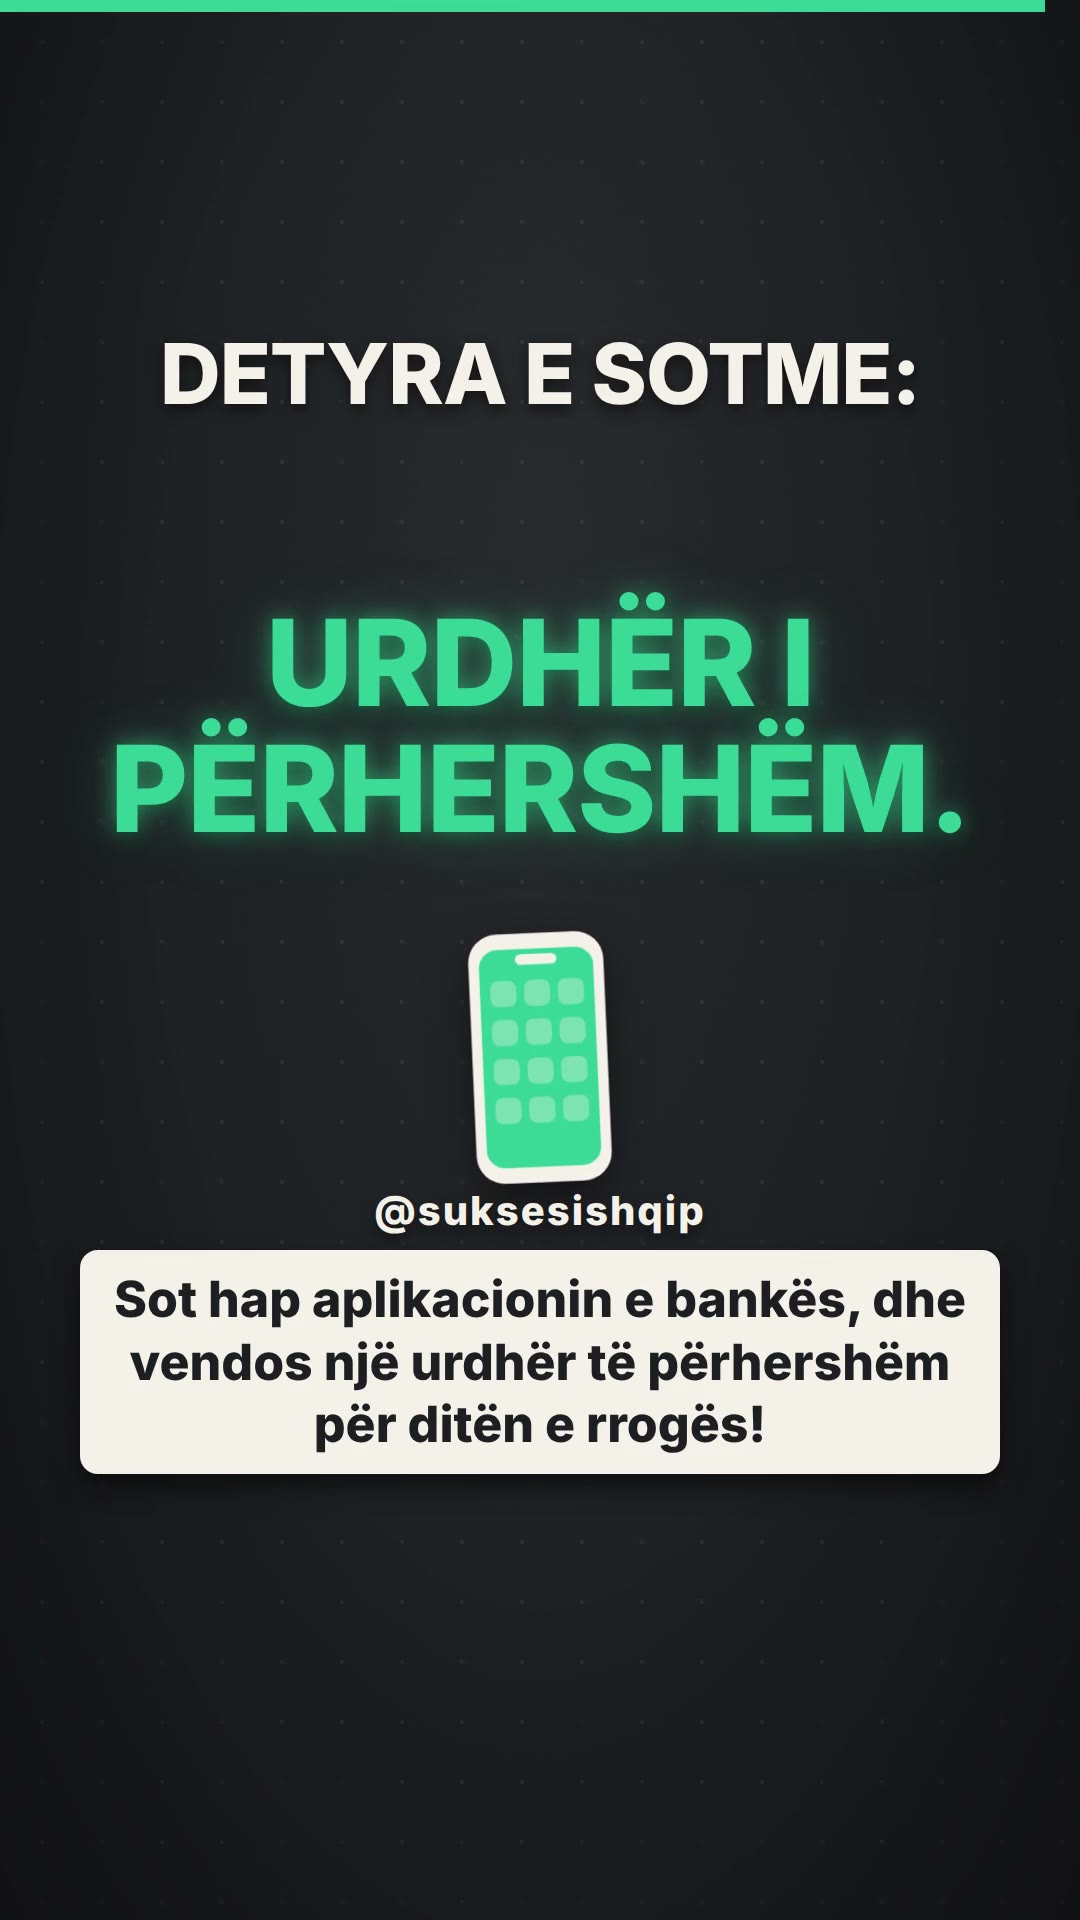 DETYRA E SOTME:
URDHËR I
PËRHERSHËM.
@suksesishqip
Sot hap aplikacionin e bankës, dhe
vendos një urdhër të përhershëm
për ditën e rrogës!